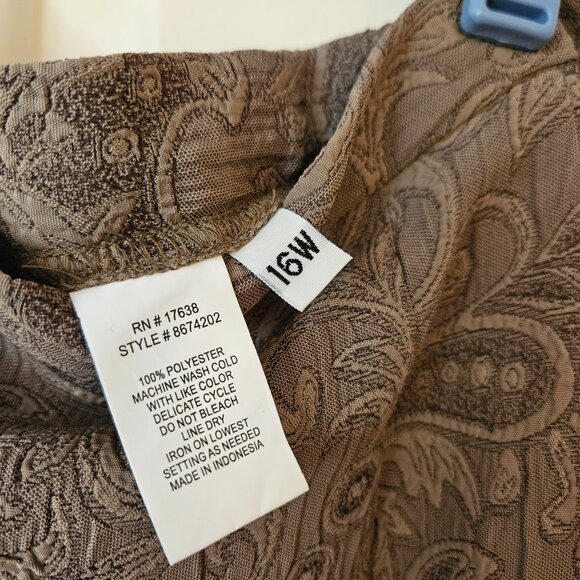 16W
RN # 17638
STYLE # 8674202
100% POLYESTER
MACHINE WASH COLD
WITH LIKE COLOR
DELICATE CYCLE
DO NOT BLEACH
LINE DRY
IRON ON LOWEST
SETTING AS NEEDED
MADE IN INDONESIA